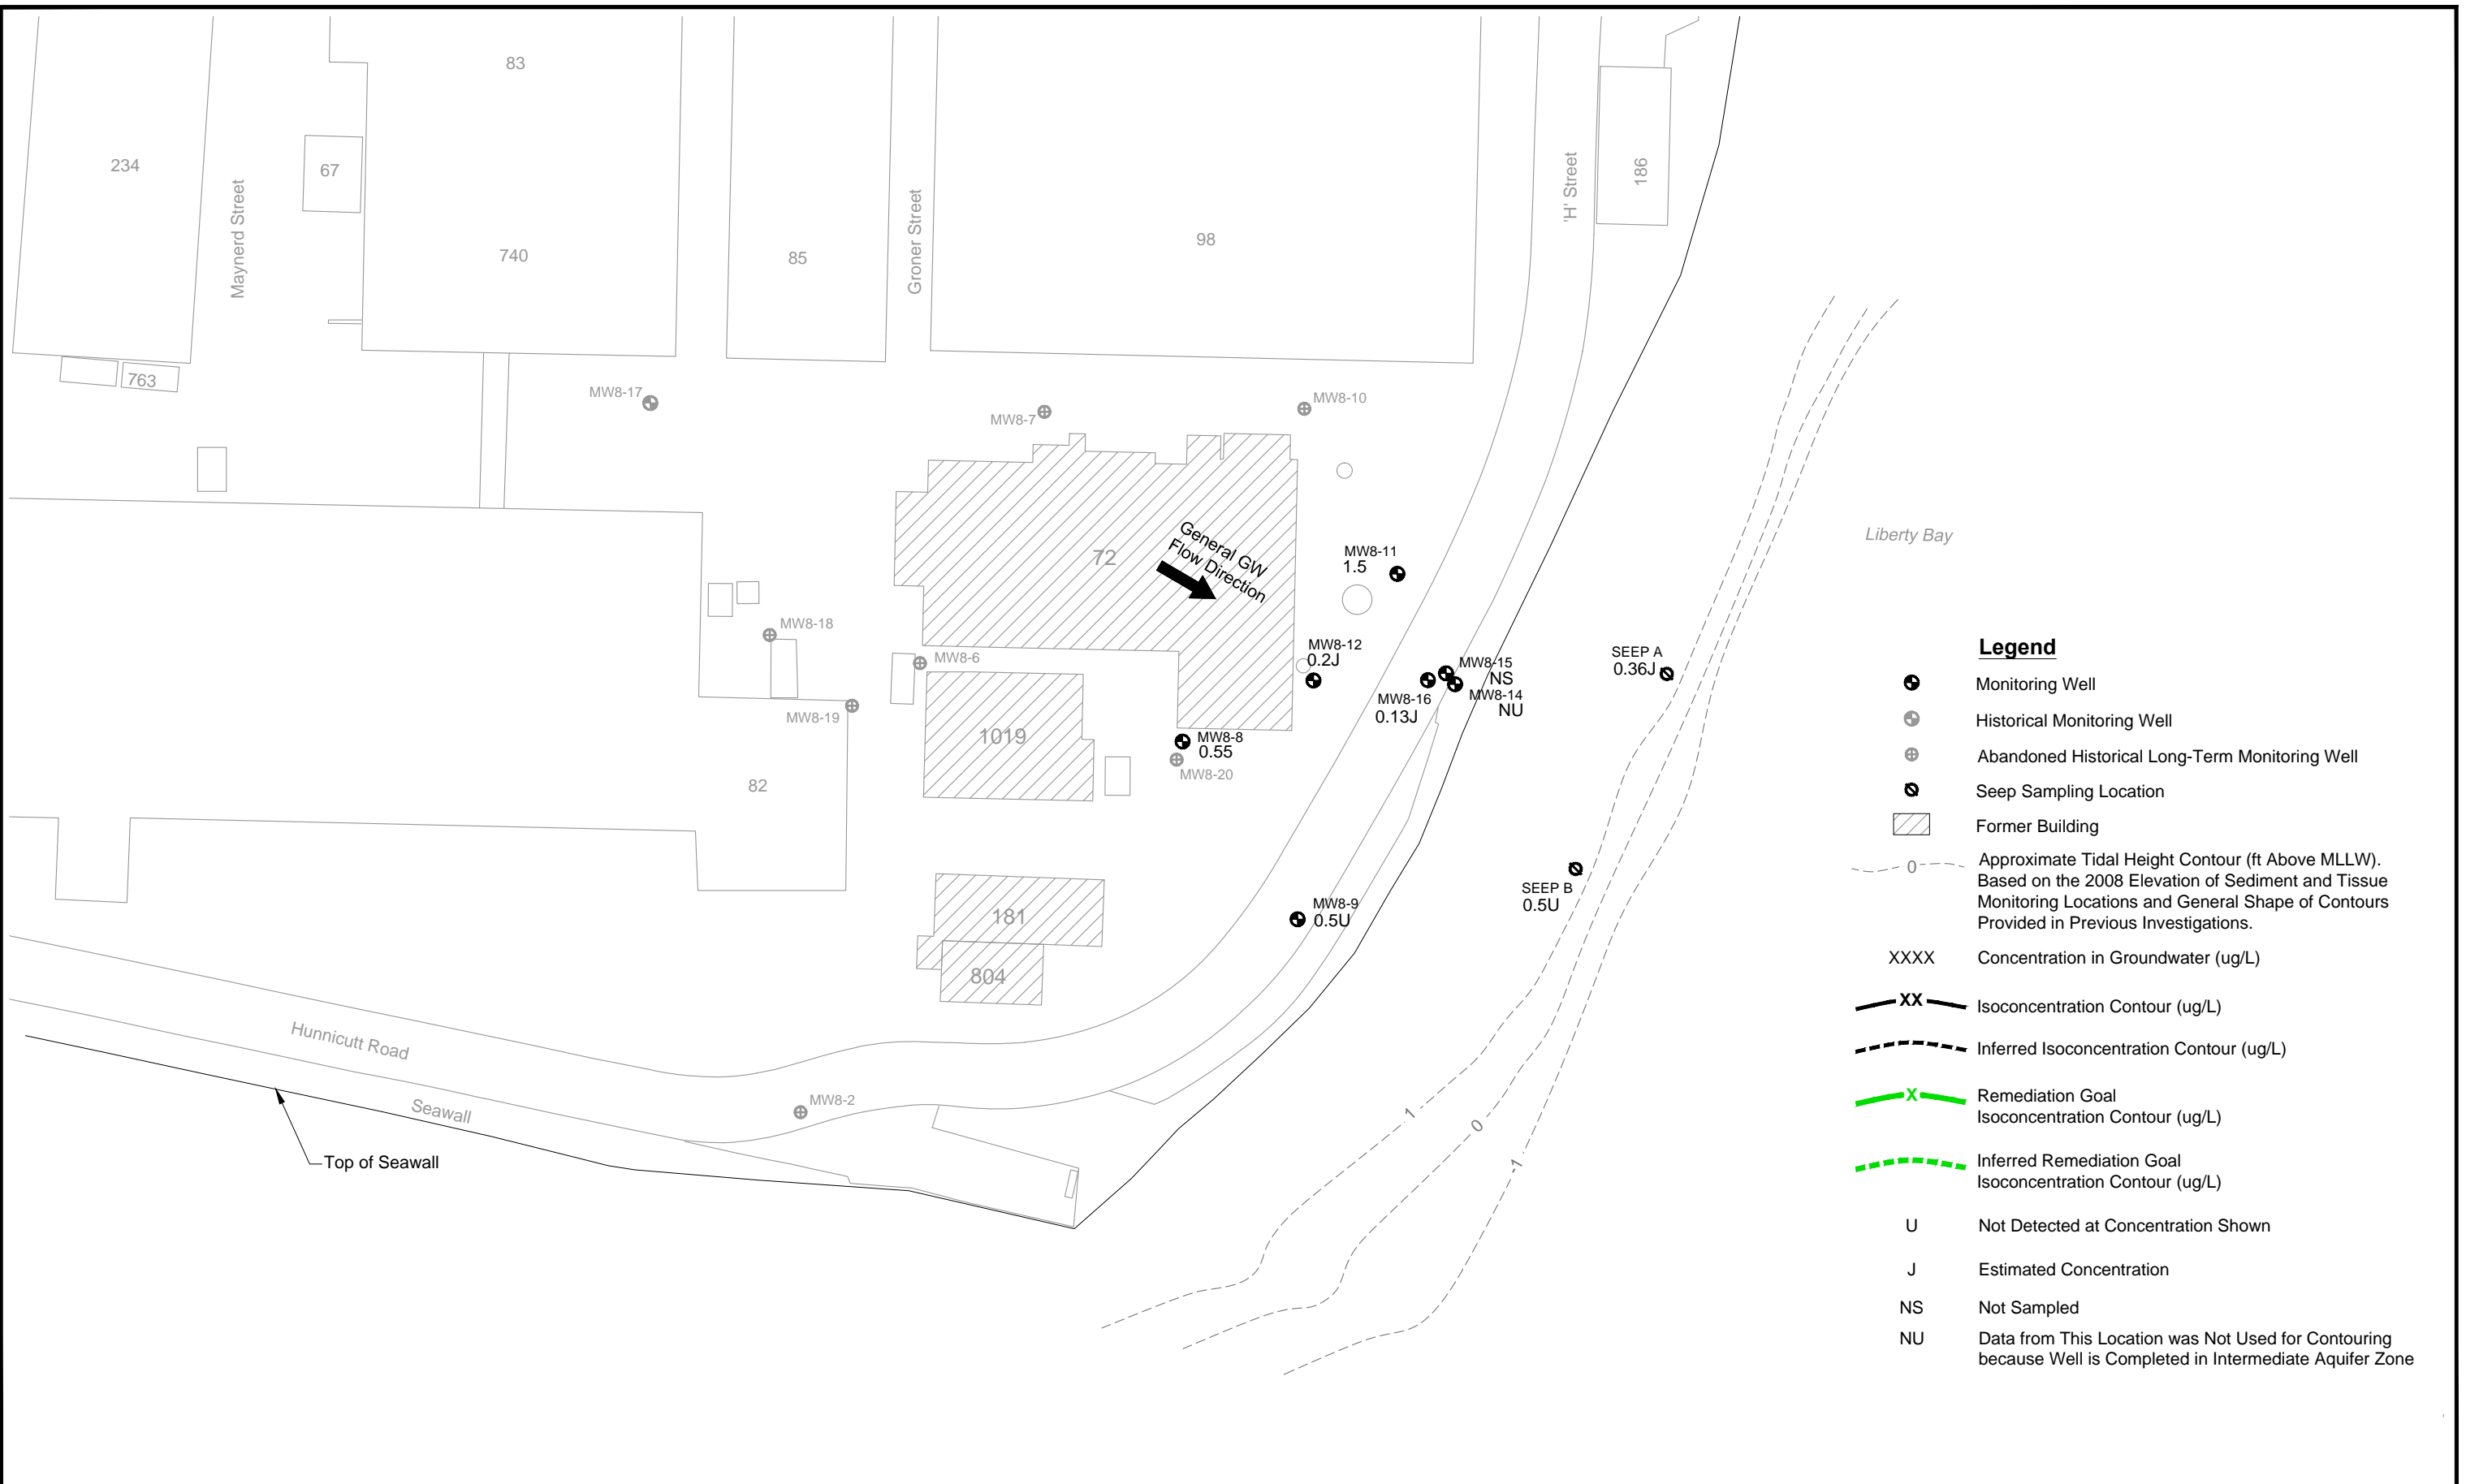 83
234
67
Maynerd Street
740
85
Groner Street
98
'H' Street
186
763
MW8-17
MW8-7
MW8-10
Liberty Bay
72
General GW
Flow Direction
MW8-11
1.5
MW8-18
MW8-6
MW8-12
0.2J
MW8-15
NS
MW8-14
NU
MW8-16
0.13J
SEEP A
0.36J
MW8-19
1019
MW8-8
0.55
MW8-20
82
SEEP B
0.5U
MW8-9
0.5U
181
804
Hunnicutt Road
Seawall
MW8-2
Top of Seawall
1
0
-1
Legend
Monitoring Well
Historical Monitoring Well
Abandoned Historical Long-Term Monitoring Well
Seep Sampling Location
Former Building
0
Approximate Tidal Height Contour (ft Above MLLW).
Based on the 2008 Elevation of Sediment and Tissue
Monitoring Locations and General Shape of Contours
Provided in Previous Investigations.
XXXX Concentration in Groundwater (ug/L)
XX Isoconcentration Contour (ug/L)
Inferred Isoconcentration Contour (ug/L)
X Remediation Goal
Isoconcentration Contour (ug/L)
Inferred Remediation Goal
Isoconcentration Contour (ug/L)
U Not Detected at Concentration Shown
J Estimated Concentration
NS Not Sampled
NU Data from This Location was Not Used for Contouring
because Well is Completed in Intermediate Aquifer Zone